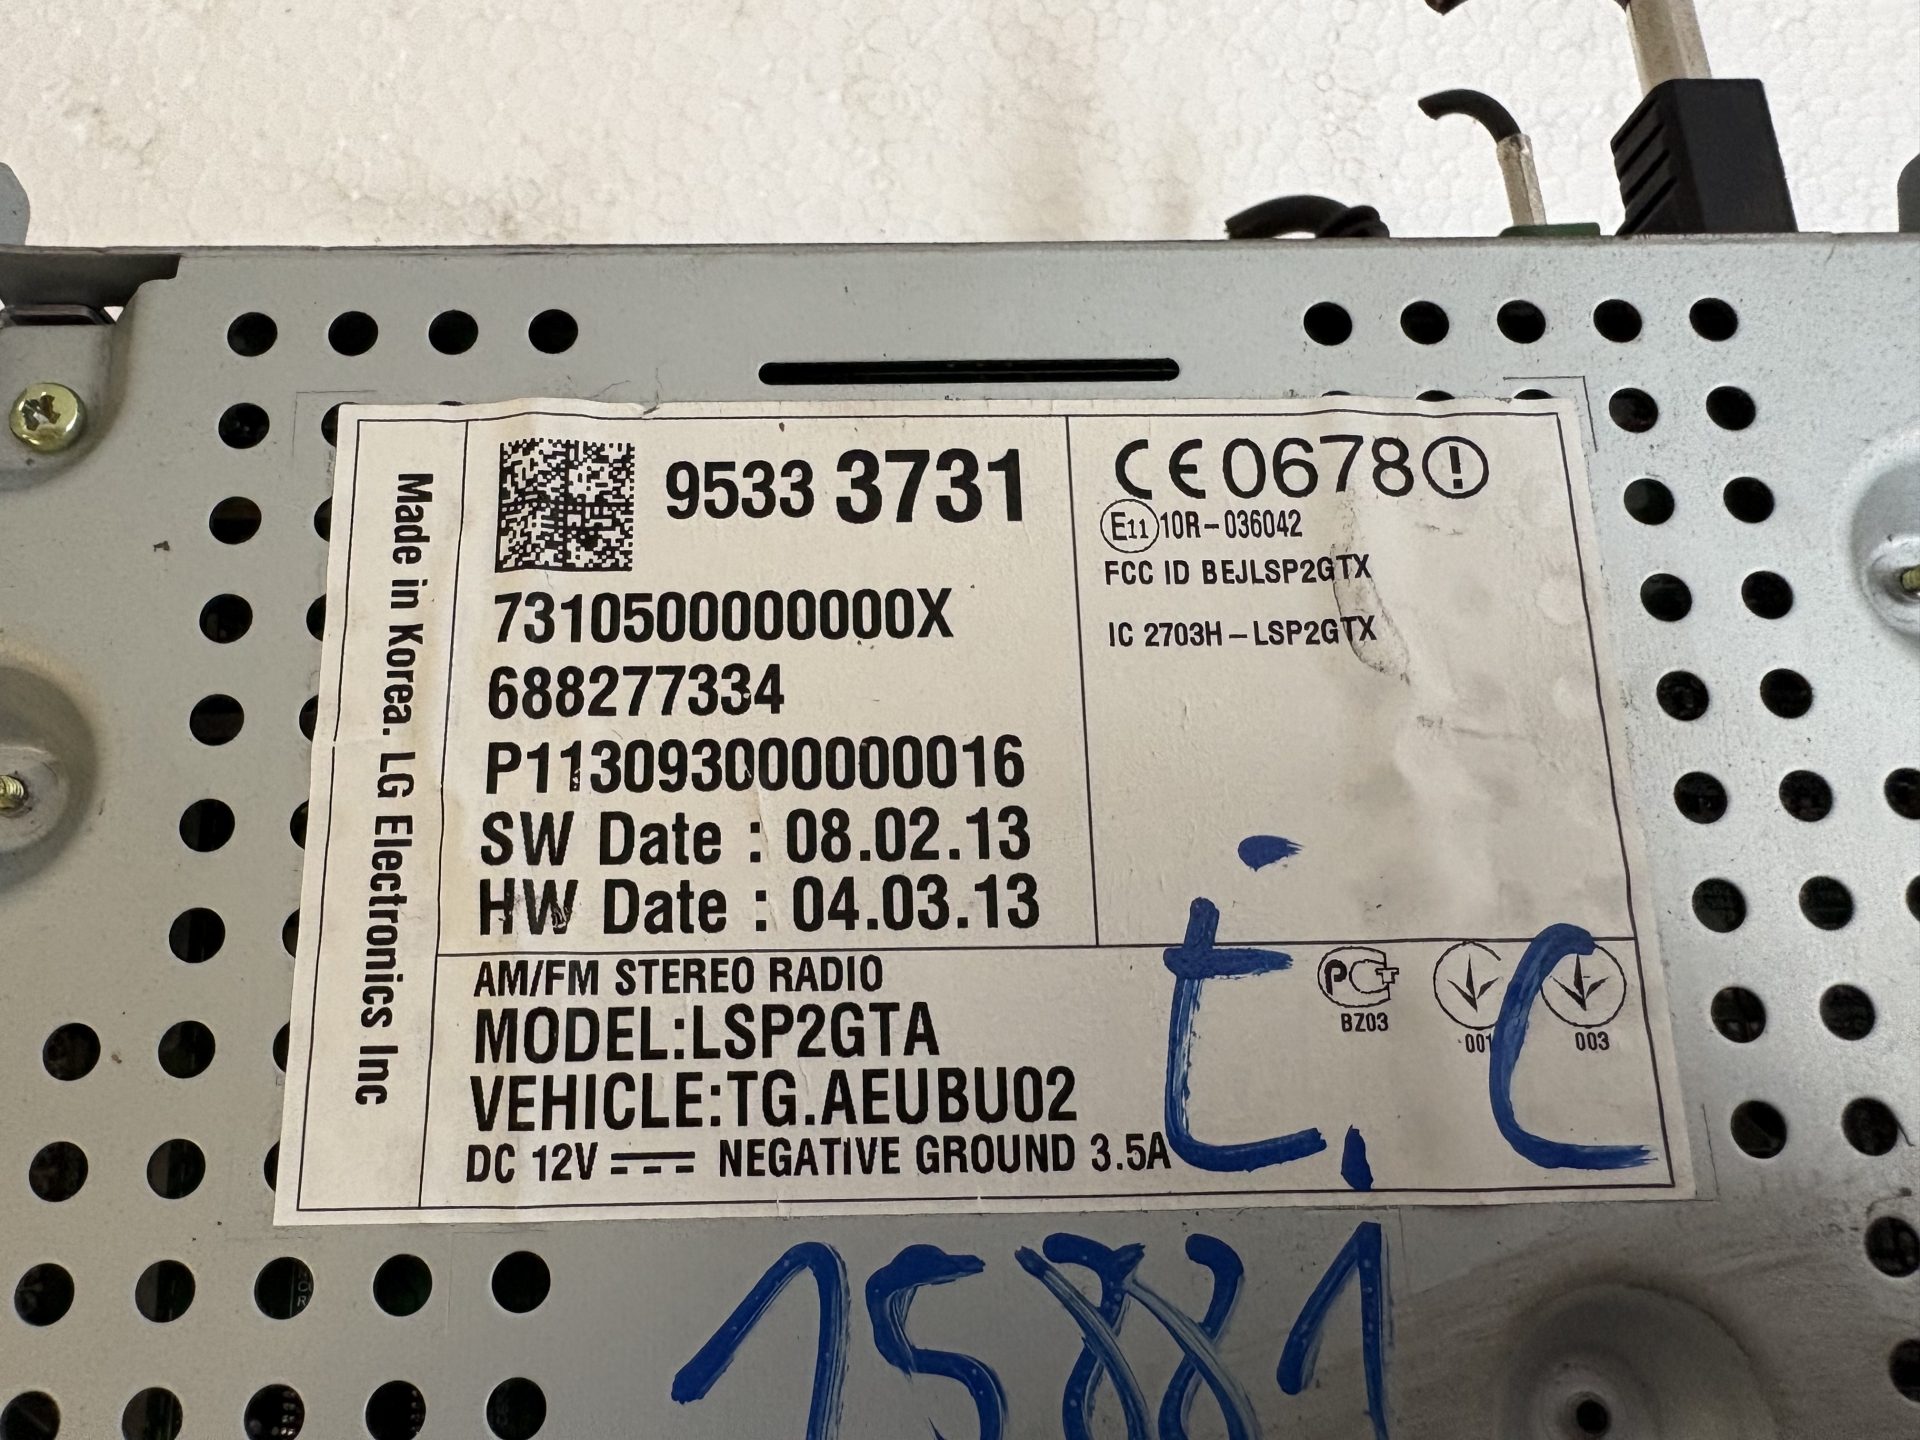 Made in Korea. LG Electronics Inc
9533 3731
7310500000000X
688277334
P113093000000016
SW Date : 08.02.13
HW Date : 04.03.13
CE0678
E11 10R-036042
FCC ID BEJLSP2GTX
IC 2703H-LSP2GTX
AM/FM STEREO RADIO
MODEL:LSP2GTA
VEHICLE:TG.AEUBU02
DC 12V NEGATIVE GROUND 3.5A
BZ03
001
003
t.c
15881